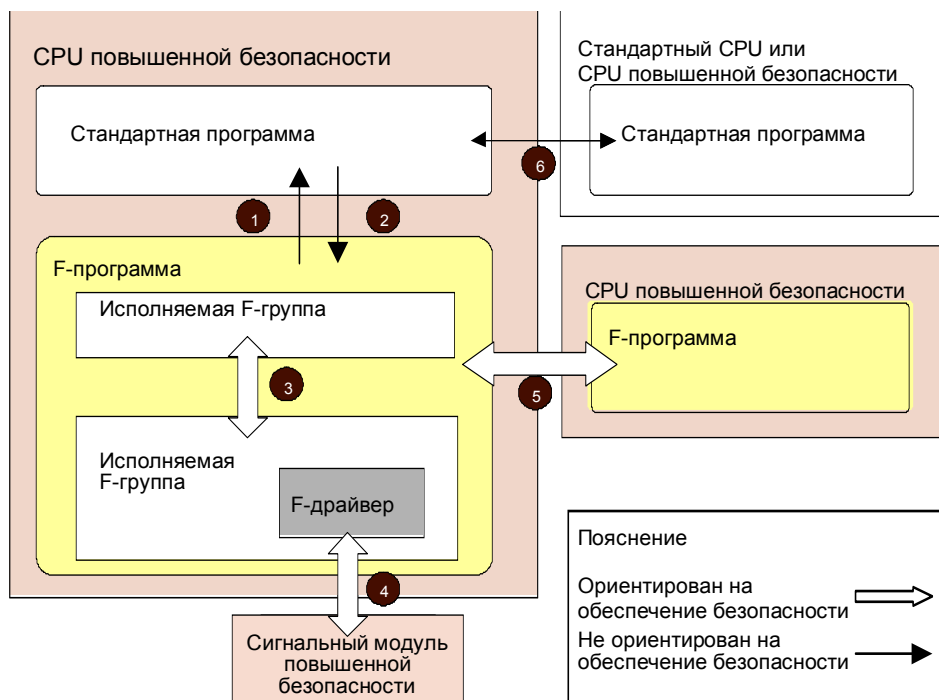 CPU повышенной безопасности
Стандартная программа
1
2
F-программа
Исполняемая F-группа
3
Исполняемая
F-группа
F-драйвер
4
Сигнальный модуль
повышенной
безопасности
Стандартный CPU или
CPU повышенной безопасности
Стандартная программа
6
CPU повышенной безопасности
F-программа
5
Пояснение
Ориентирован на
обеспечение безопасности
Не ориентирован на
обеспечение безопасности